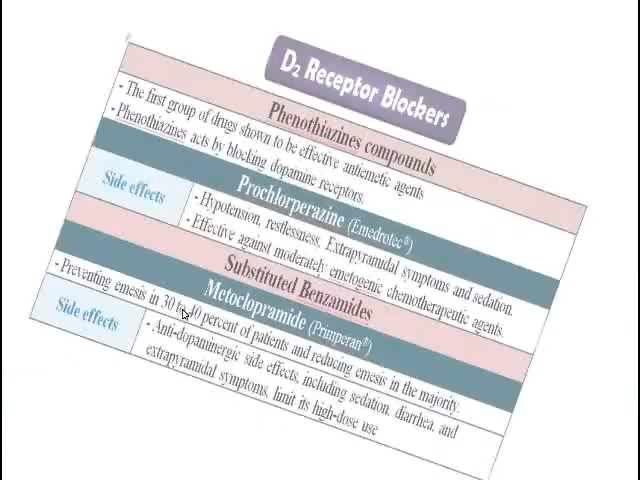 D2 Receptor Blockers
Phenothiazines compounds
- The first group of drugs shown to be effective antiemetic agents
- Phenothiazines acts by blocking dopamine receptors.
Prochlorperazine (Emedrotec®)
Side effects
- Hypotension, restlessness, Extrapyramidal symptoms and sedation.
- Effective against moderately emetogenic chemotherapeutic agents.
Substituted Benzamides
Metoclopramide (Primperan®)
- Preventing emesis in 30 to 40 percent of patients and reducing emesis in the majority.
Side effects
- Anti-dopaminergic side effects, including sedation, diarrhea, and
extrapyramidal symptoms, limit its high-dose use